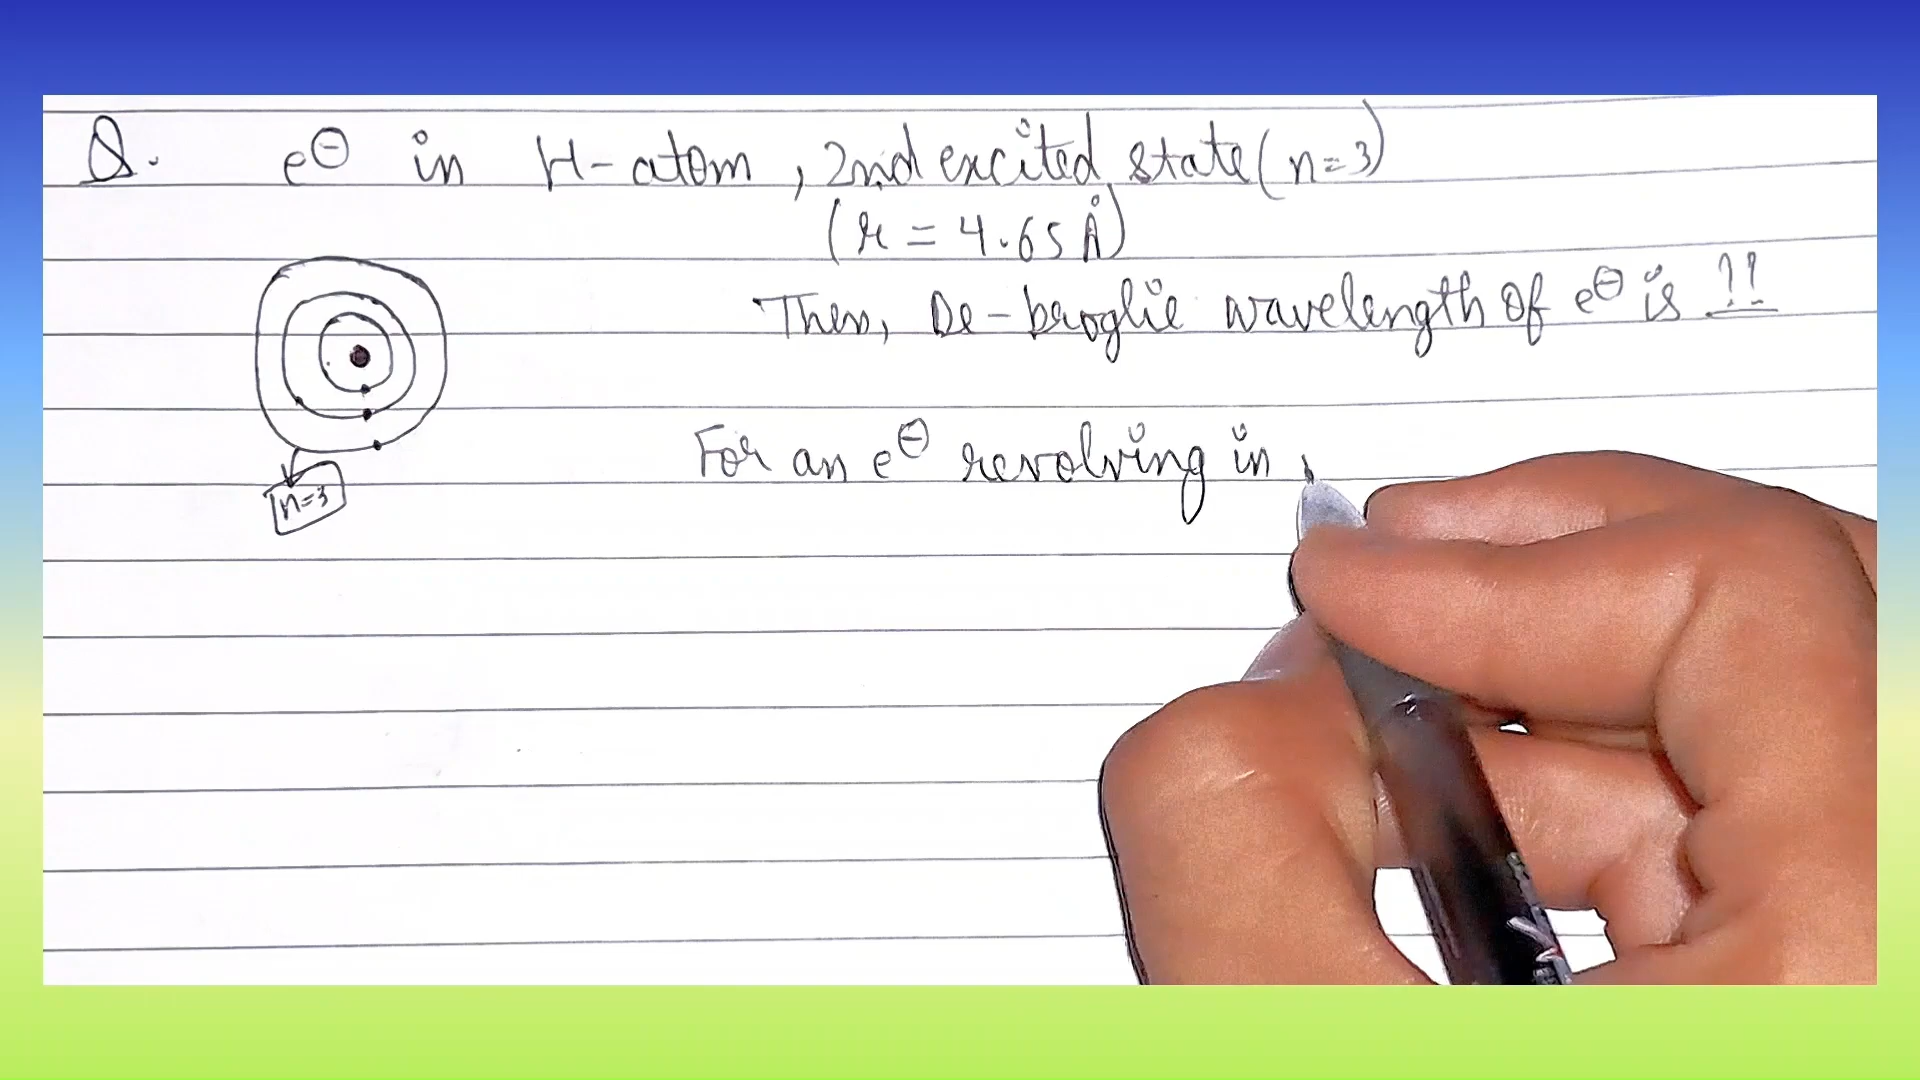 Q. e⊖ in H-atom, 2nd excited state (n=3)
(r = 4.65 Å)
Then, De-broglie wavelength of e⊖ is ??
For an e⊖ revolving in
n=3